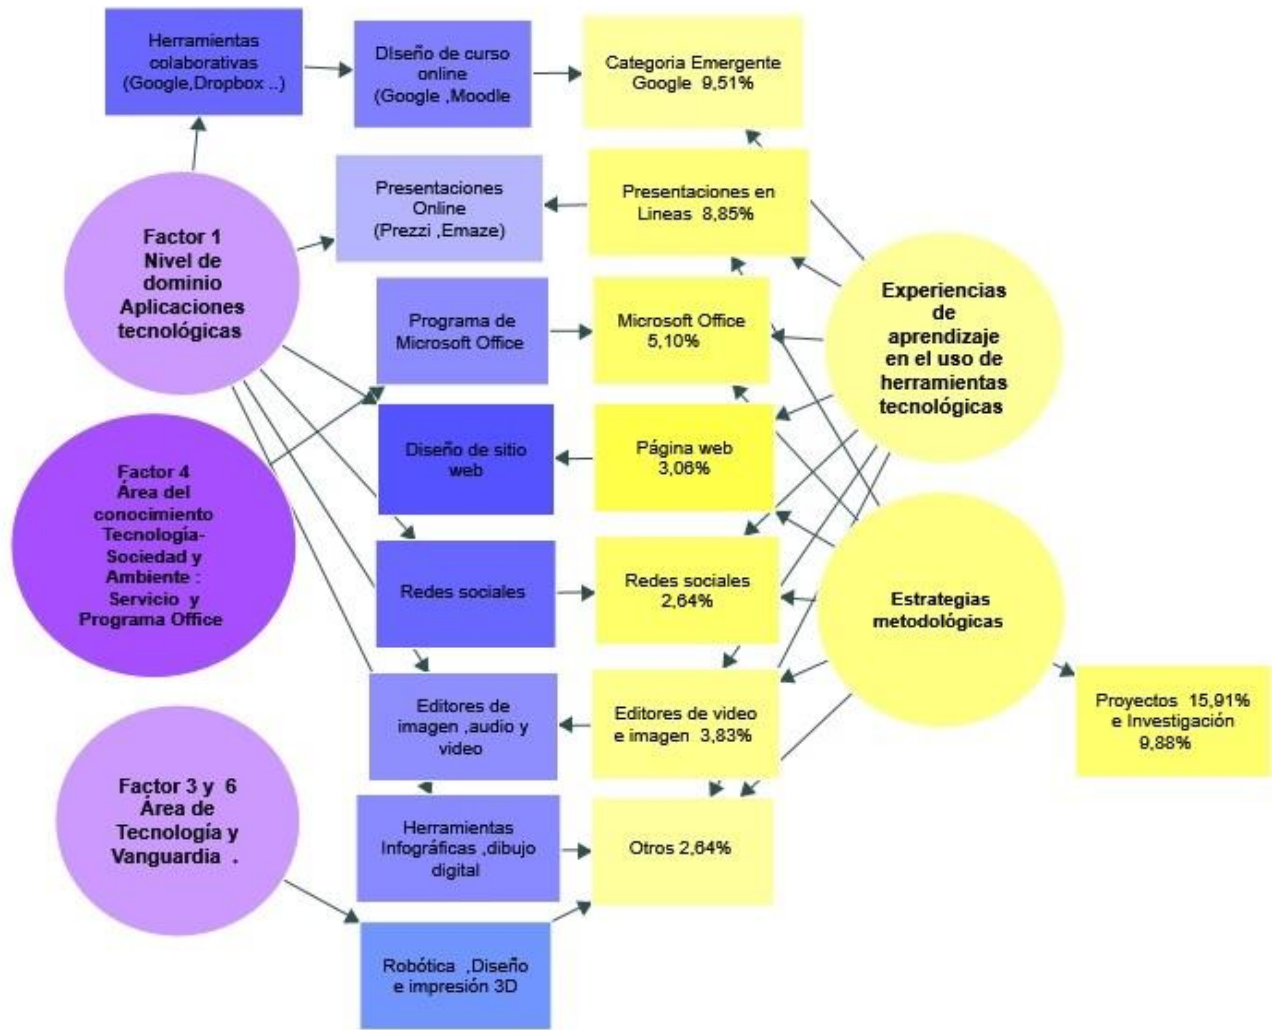 Herramientas
colaborativas
(Google,Dropbox ..)
DIseño de curso
online
(Google ,Moodle
Categoria Emergente
Google 9,51%
Factor 1
Nivel de
dominio
Aplicaciones
tecnológicas
Presentaciones
Online
(Prezzi ,Emaze)
Presentaciones en
Lineas 8,85%
Experiencias
de
aprendizaje
en el uso de
herramientas
tecnológicas
Programa de
Microsoft Office
Microsoft Office
5,10%
Factor 4
Área del
conocimiento
Tecnología-
Sociedad y
Ambiente :
Servicio y
Programa Office
Diseño de sitio
web
Página web
3,06%
Redes sociales
Redes sociales
2,64%
Estrategias
metodológicas
Editores de
imagen ,audio y
video
Editores de video
e imagen 3,83%
Proyectos 15,91%
e Investigación
9,88%
Factor 3 y 6
Área de
Tecnología y
Vanguardia .
Herramientas
Infográficas ,dibujo
digital
Otros 2,64%
Robótica ,Diseño
e impresión 3D